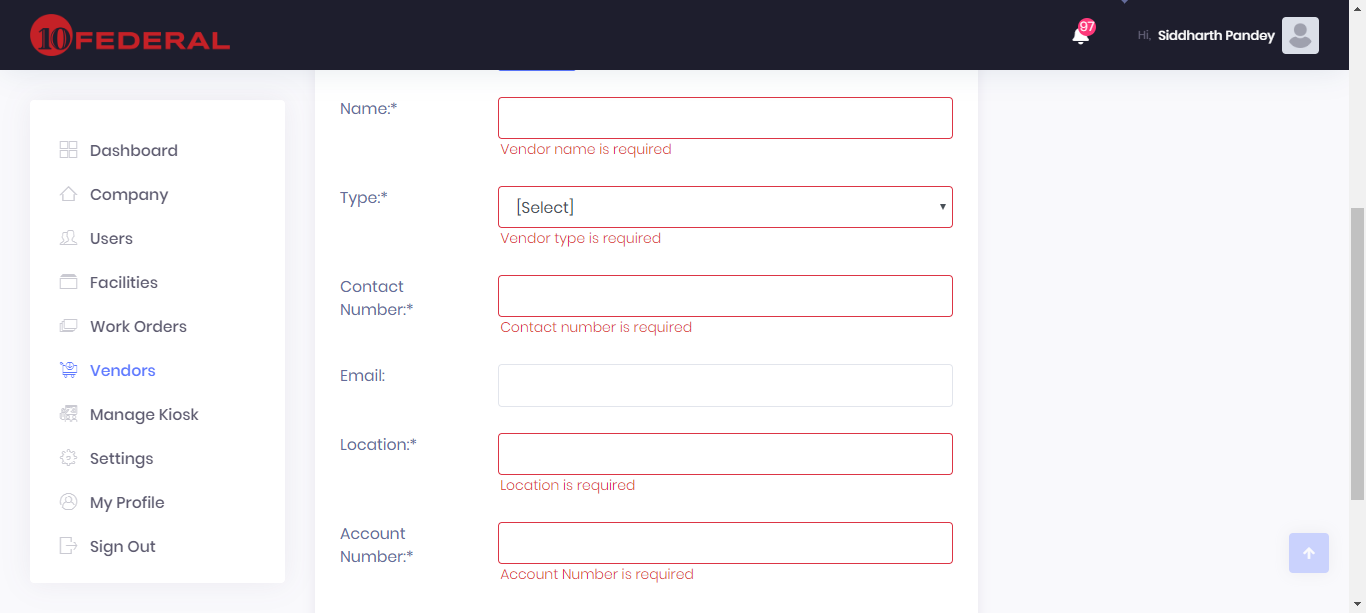 10 FEDERAL
97
Hi, Siddharth Pandey
Dashboard
Company
Users
Facilities
Work Orders
Vendors
Manage Kiosk
Settings
My Profile
Sign Out
Name:*
Vendor name is required
Type:*
[Select]
Vendor type is required
Contact
Number:*
Contact number is required
Email:
Location:*
Location is required
Account
Number:*
Account Number is required